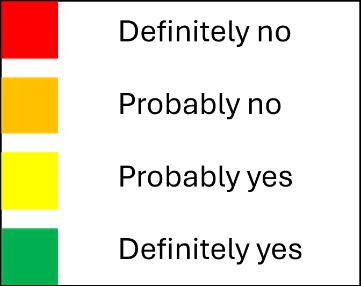 Definitely no
Probably no
Probably yes
Definitely yes